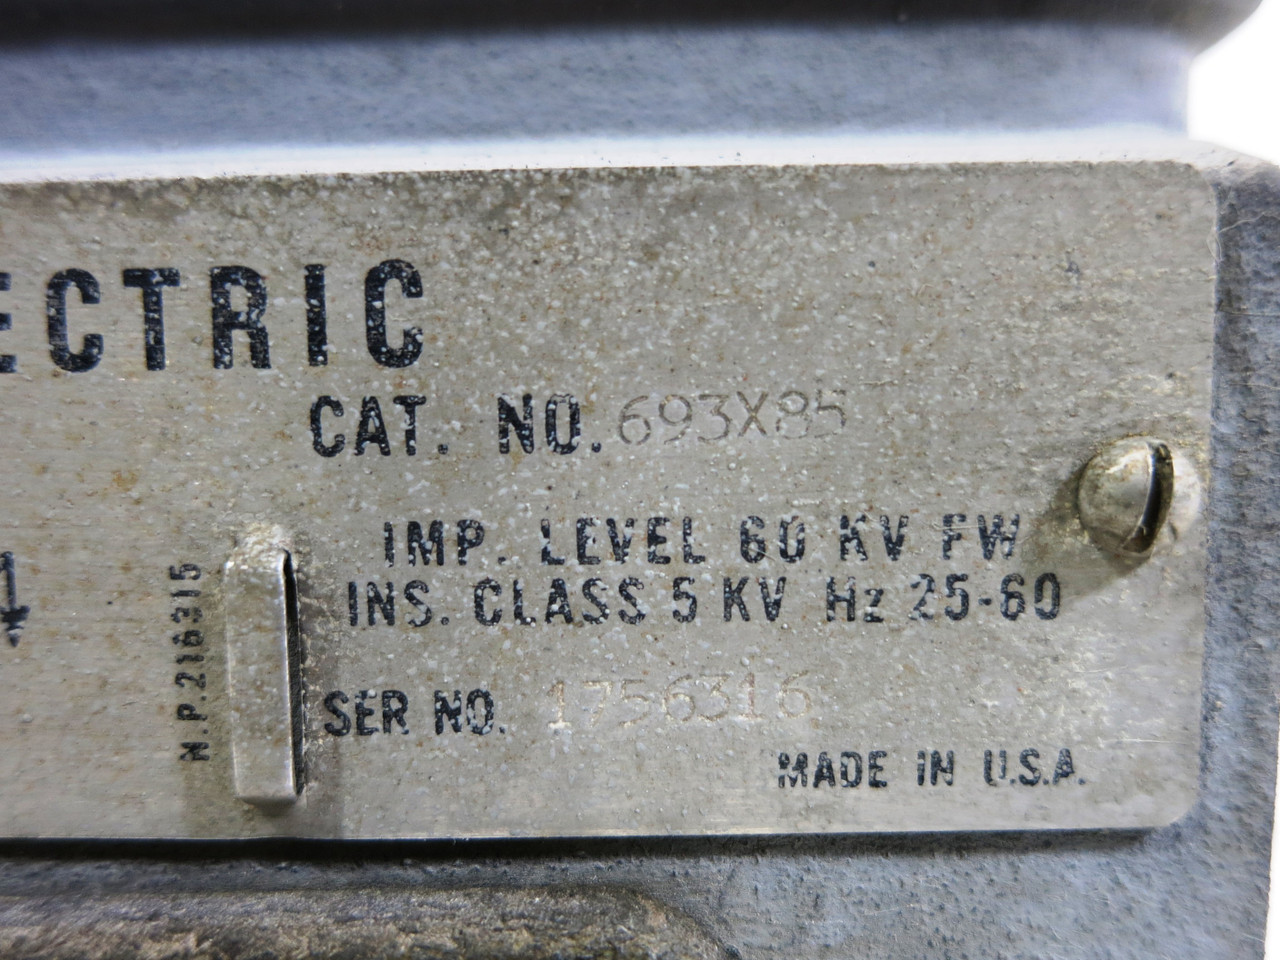 ECTRIC
CAT. NO. 693X85
IMP. LEVEL 60 KV FW
INS. CLASS 5 KV Hz 25-60
N.P.216315
SER NO. 1756316
MADE IN U.S.A.